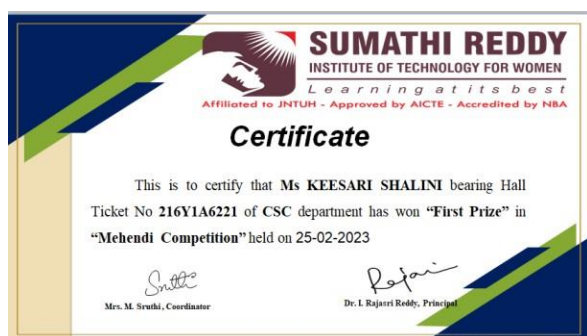 SUMATHI REDDY
INSTITUTE OF TECHNOLOGY FOR WOMEN
Learning at its best
Affiliated to JNTUH - Approved by AICTE - Accredited by NBA
Certificate
This is to certify that Ms KEESARI SHALINI bearing Hall
Ticket No 216Y1A6221 of CSC department has won “First Prize” in
“Mehendi Competition” held on 25-02-2023
Sruthi
Rajasri
Mrs. M. Sruthi, Coordinator
Dr. I. Rajasri Reddy, Principal